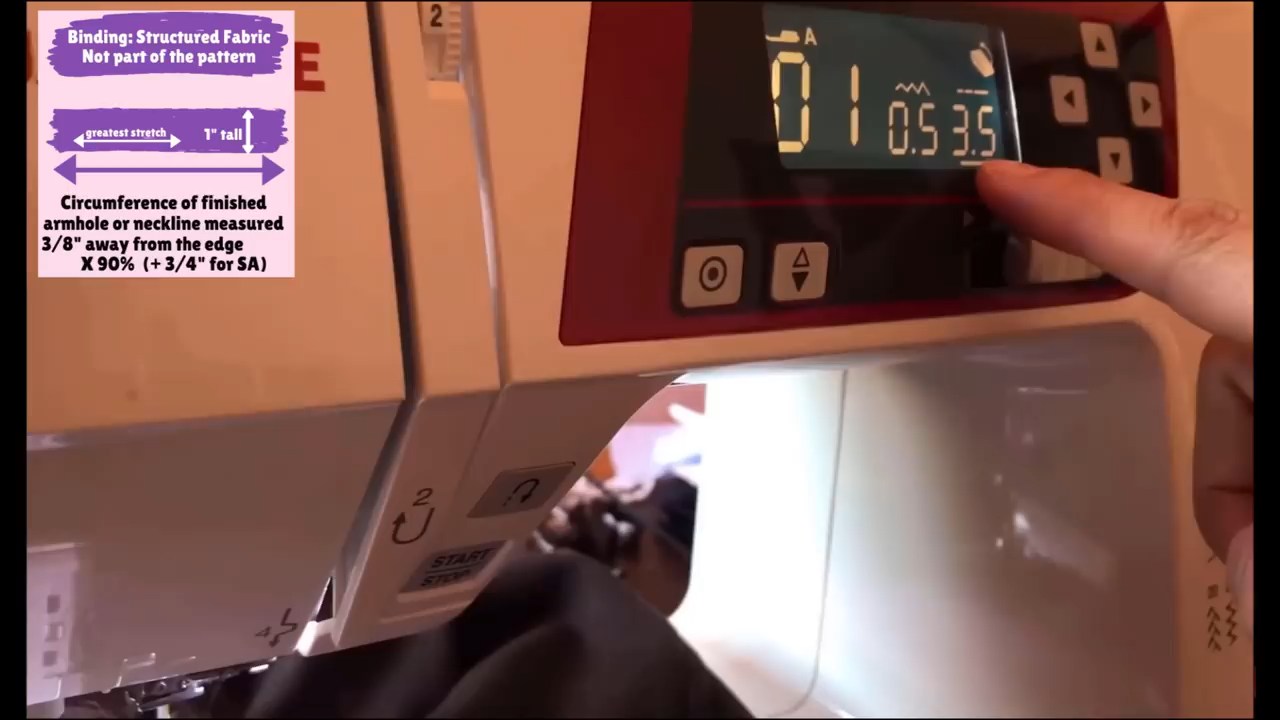 Binding: Structured Fabric
Not part of the pattern
greatest stretch
1" tall
Circumference of finished
armhole or neckline measured
3/8" away from the edge
X 90% (+ 3/4" for SA)
E
2
A
01
0.5 3.5
2
START
STOP
4